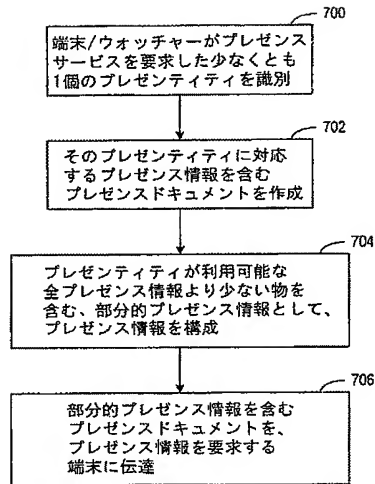 700
端末/ウォッチャーがプレゼンス
サービスを要求した少なくとも
1個のプレゼンティティを識別
702
そのプレゼンティティに対応
するプレゼンス情報を含む
プレゼンスドキュメントを作成
704
プレゼンティティが利用可能な
全プレゼンス情報より少ない物を
含む、部分的プレゼンス情報として、
プレゼンス情報を構成
706
部分的プレゼンス情報を含む
プレゼンスドキュメントを、
プレゼンス情報を要求する
端末に伝達